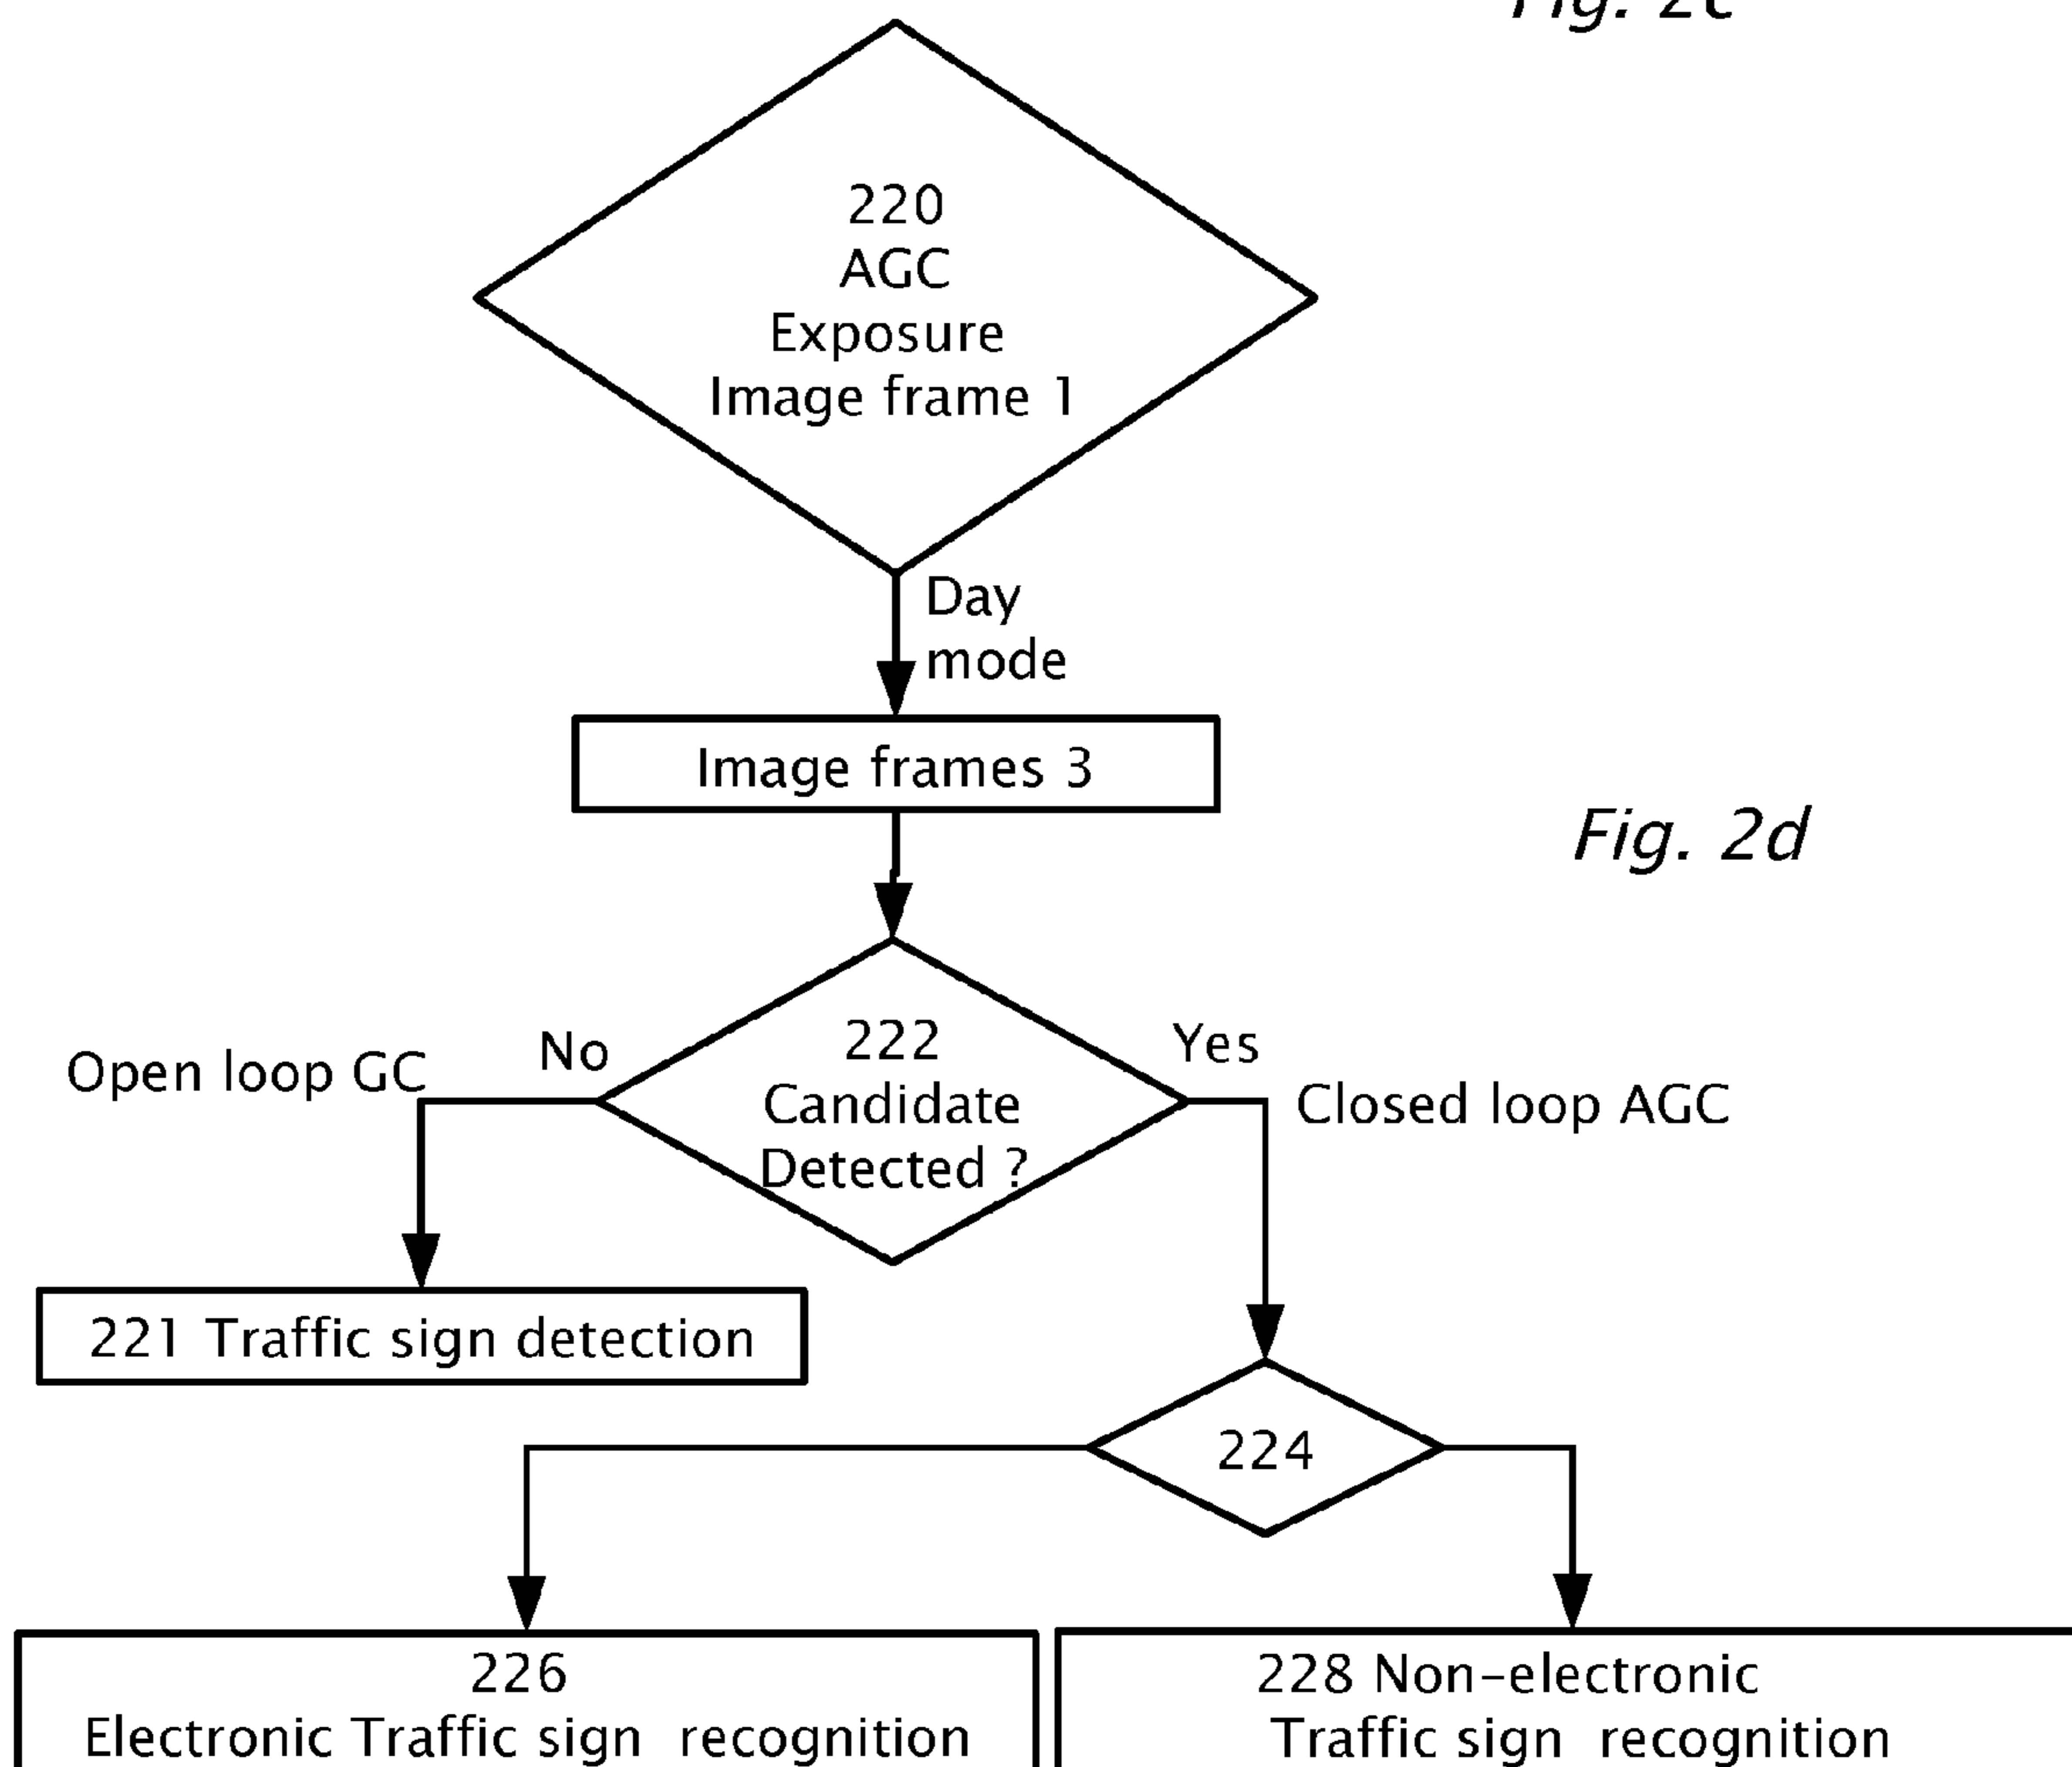 Fig. 2c
220
AGC
Exposure
Image frame 1
Day
mode
Image frames 3
Fig. 2d
Open loop GC
No
222
Candidate
Detected ?
Yes
Closed loop AGC
221 Traffic sign detection
224
226
Electronic Traffic sign recognition
228 Non-electronic
Traffic sign recognition